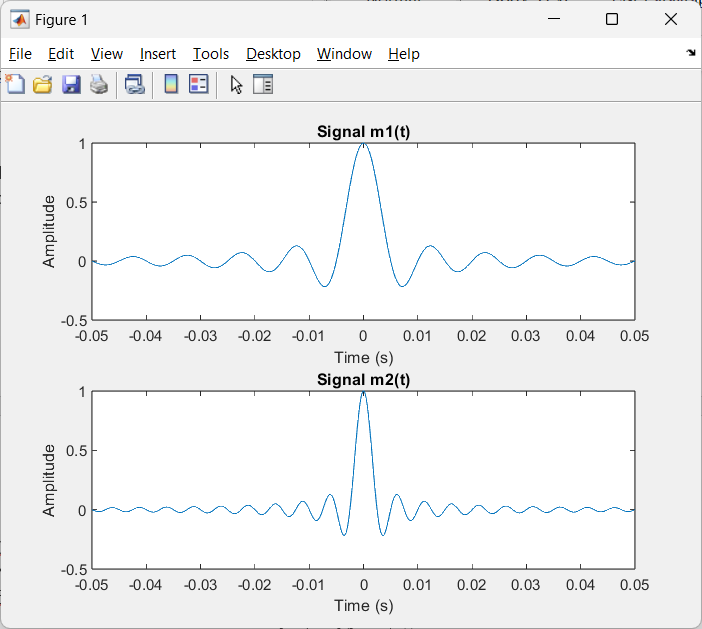 Figure 1
File Edit View Insert Tools Desktop Window Help
Signal m1(t)
1
0.5
0
-0.5
Amplitude
-0.05 -0.04 -0.03 -0.02 -0.01 0 0.01 0.02 0.03 0.04 0.05
Time (s)
Signal m2(t)
1
0.5
0
-0.5
Amplitude
-0.05 -0.04 -0.03 -0.02 -0.01 0 0.01 0.02 0.03 0.04 0.05
Time (s)